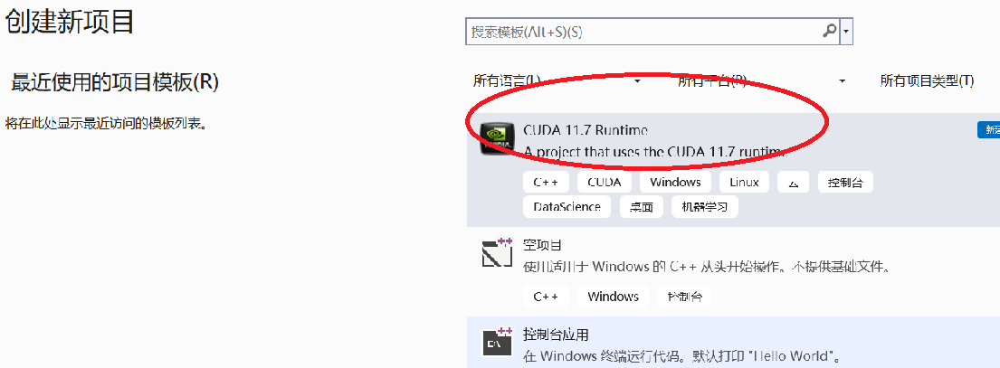 创建新项目
搜索模板(Alt+S)(S)
最近使用的项目模板(R)
所有语言(L) 所有平台(P) 所有项目类型(T)
将在此处显示最近访问的模板列表。
CUDA 11.7 Runtime
新建
A project that uses the CUDA 11.7 runtime
C++ CUDA Windows Linux 云 控制台
DataScience 桌面 机器学习
空项目
使用适用于 Windows 的 C++ 从头开始操作。不提供基础文件。
C++ Windows 控制台
控制台应用
在 Windows 终端运行代码。默认打印 "Hello World"。